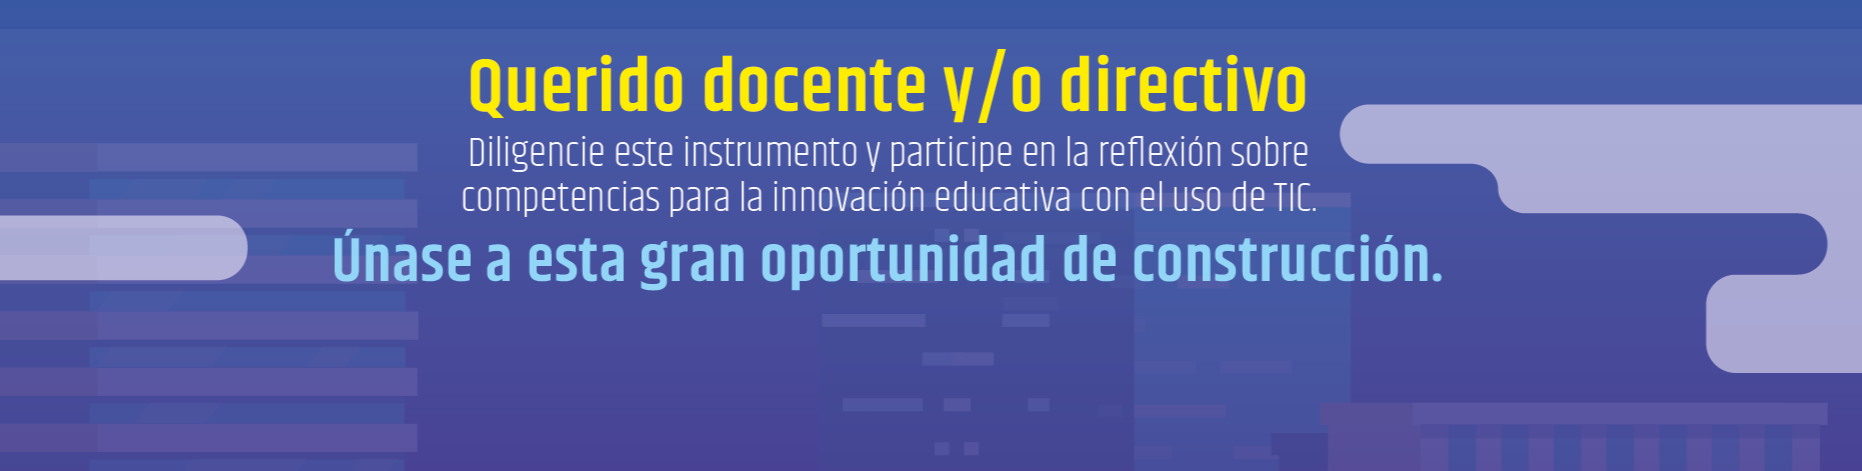 Querido docente y/o directivo
Diligencie este instrumento y participe en la reflexión sobre
competencias para la innovación educativa con el uso de TIC.
Únase a esta gran oportunidad de construcción.